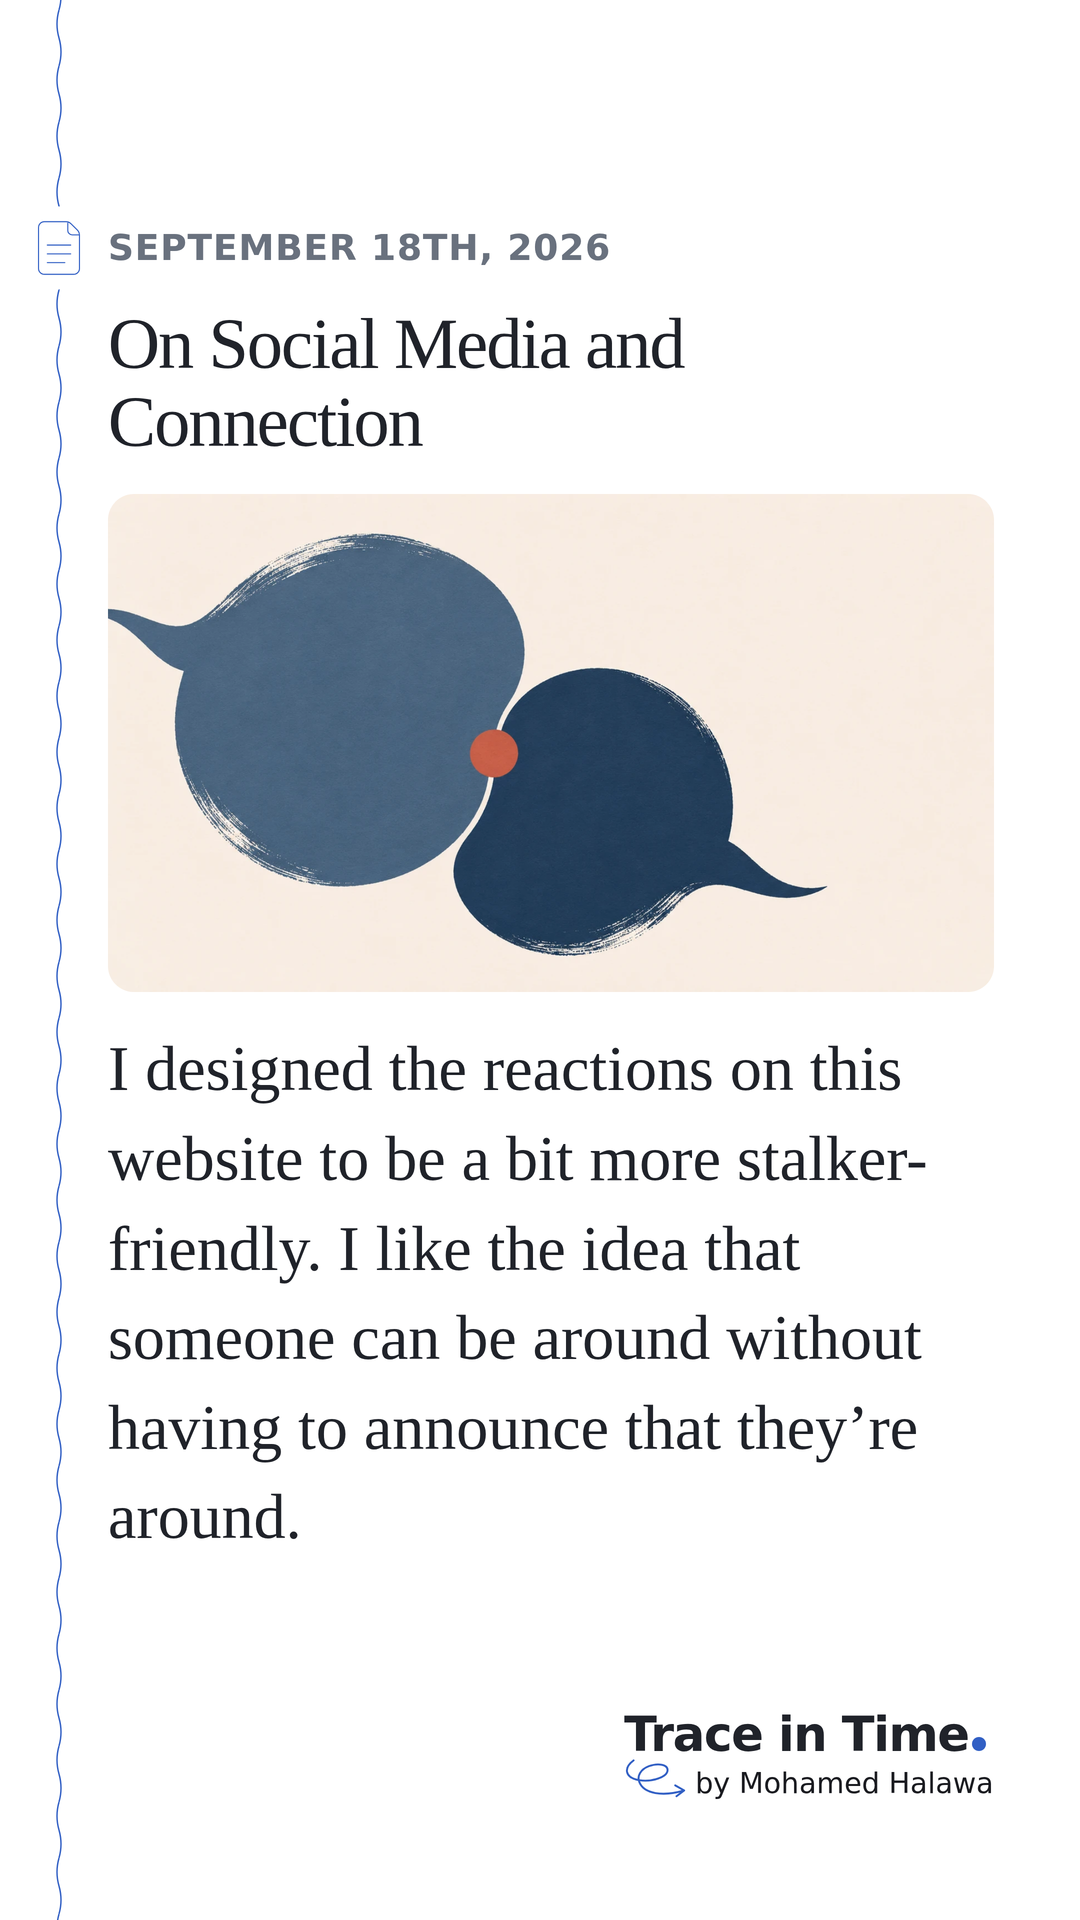 SEPTEMBER 18TH, 2026
On Social Media and
Connection
I designed the reactions on this
website to be a bit more stalker-
friendly. I like the idea that
someone can be around without
having to announce that they’re
around.
Trace in Time.
by Mohamed Halawa